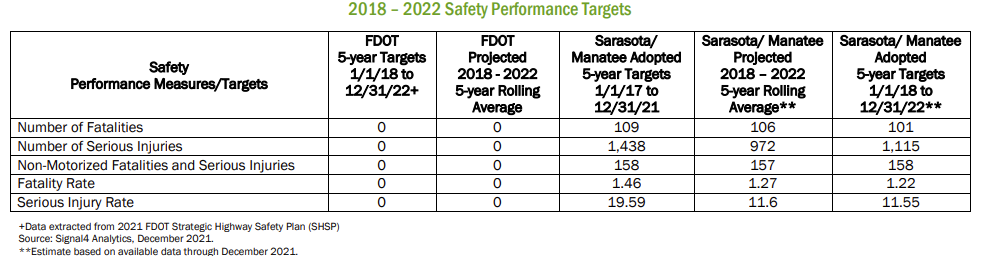 2018 – 2022 Safety Performance Targets
Safety
Performance Measures/Targets
FDOT
5-year Targets
1/1/18 to
12/31/22+
FDOT
Projected
2018 - 2022
5-year Rolling
Average
Sarasota/
Manatee Adopted
5-year Targets
1/1/17 to
12/31/21
Sarasota/ Manatee
Projected
2018 – 2022
5-year Rolling
Average**
Sarasota/ Manatee
Adopted
5-year Targets
1/1/18 to
12/31/22**
Number of Fatalities 0 0 109 106 101
Number of Serious Injuries 0 0 1,438 972 1,115
Non-Motorized Fatalities and Serious Injuries 0 0 158 157 158
Fatality Rate 0 0 1.46 1.27 1.22
Serious Injury Rate 0 0 19.59 11.6 11.55
+Data extracted from 2021 FDOT Strategic Highway Safety Plan (SHSP)
Source: Signal4 Analytics, December 2021.
**Estimate based on available data through December 2021.